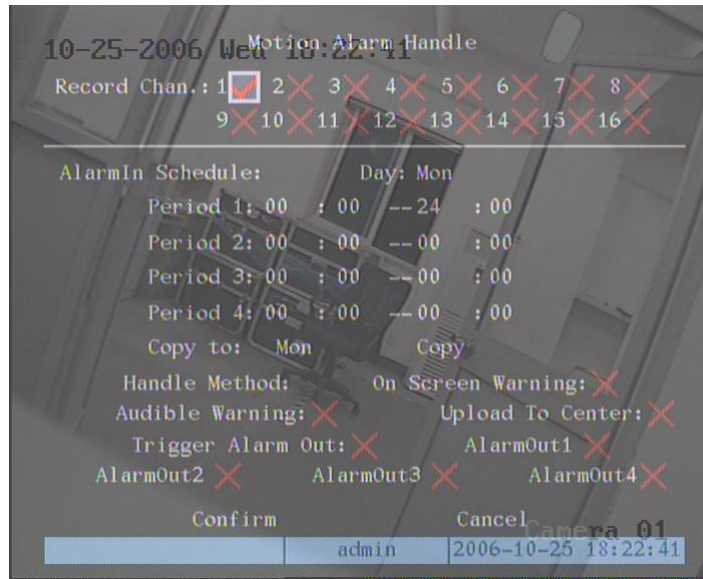 Motion Alarm Handle
10-25-2006 Wed 18:22:41
Record Chan.: 1 2 3 4 5 6 7 8
9 10 11 12 13 14 15 16
AlarmIn Schedule: Day: Mon
Period 1: 00 : 00 --24 : 00
Period 2: 00 : 00 --00 : 00
Period 3: 00 : 00 --00 : 00
Period 4: 00 : 00 --00 : 00
Copy to: Mon Copy
Handle Method: On Screen Warning:
Audible Warning: Upload To Center:
Trigger Alarm Out: AlarmOut1
AlarmOut2 AlarmOut3 AlarmOut4
Confirm Cancel
Camera 01
admin 2006-10-25 18:22:41